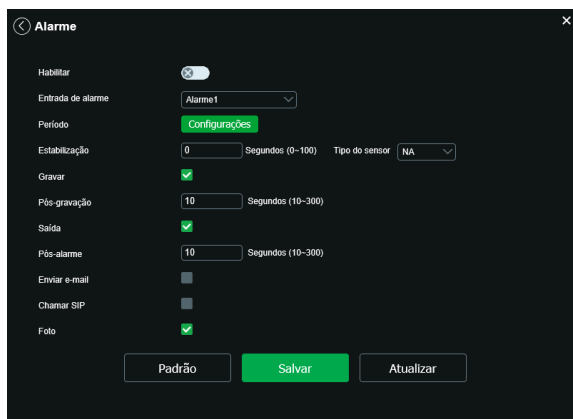 Alarme
Habilitar
Entrada de alarme Alarme1
Período Configurações
Estabilização 0 Segundos (0~100) Tipo do sensor NA
Gravar
Pós-gravação 10 Segundos (10~300)
Saída
Pós-alarme 10 Segundos (10~300)
Enviar e-mail
Chamar SIP
Foto
Padrão Salvar Atualizar